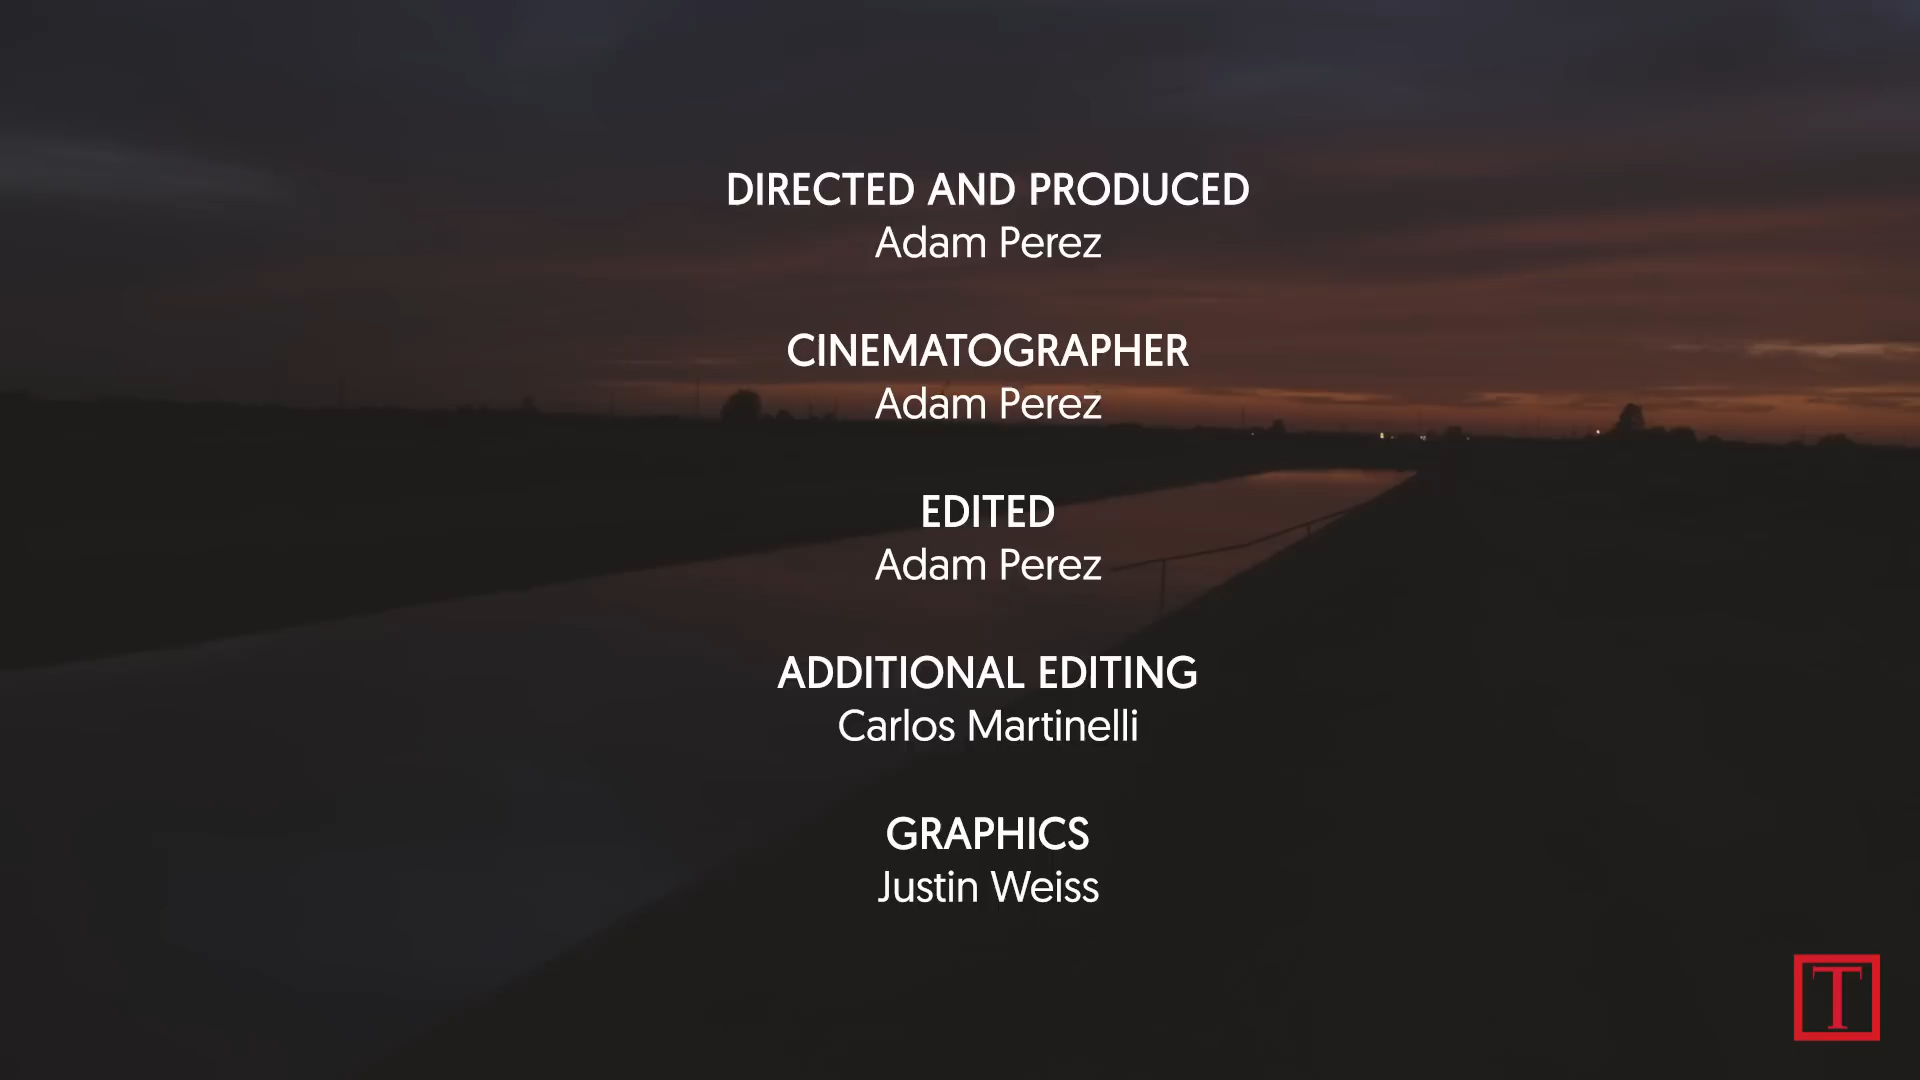 DIRECTED AND PRODUCED
Adam Perez
CINEMATOGRAPHER
Adam Perez
EDITED
Adam Perez
ADDITIONAL EDITING
Carlos Martinelli
GRAPHICS
Justin Weiss
T